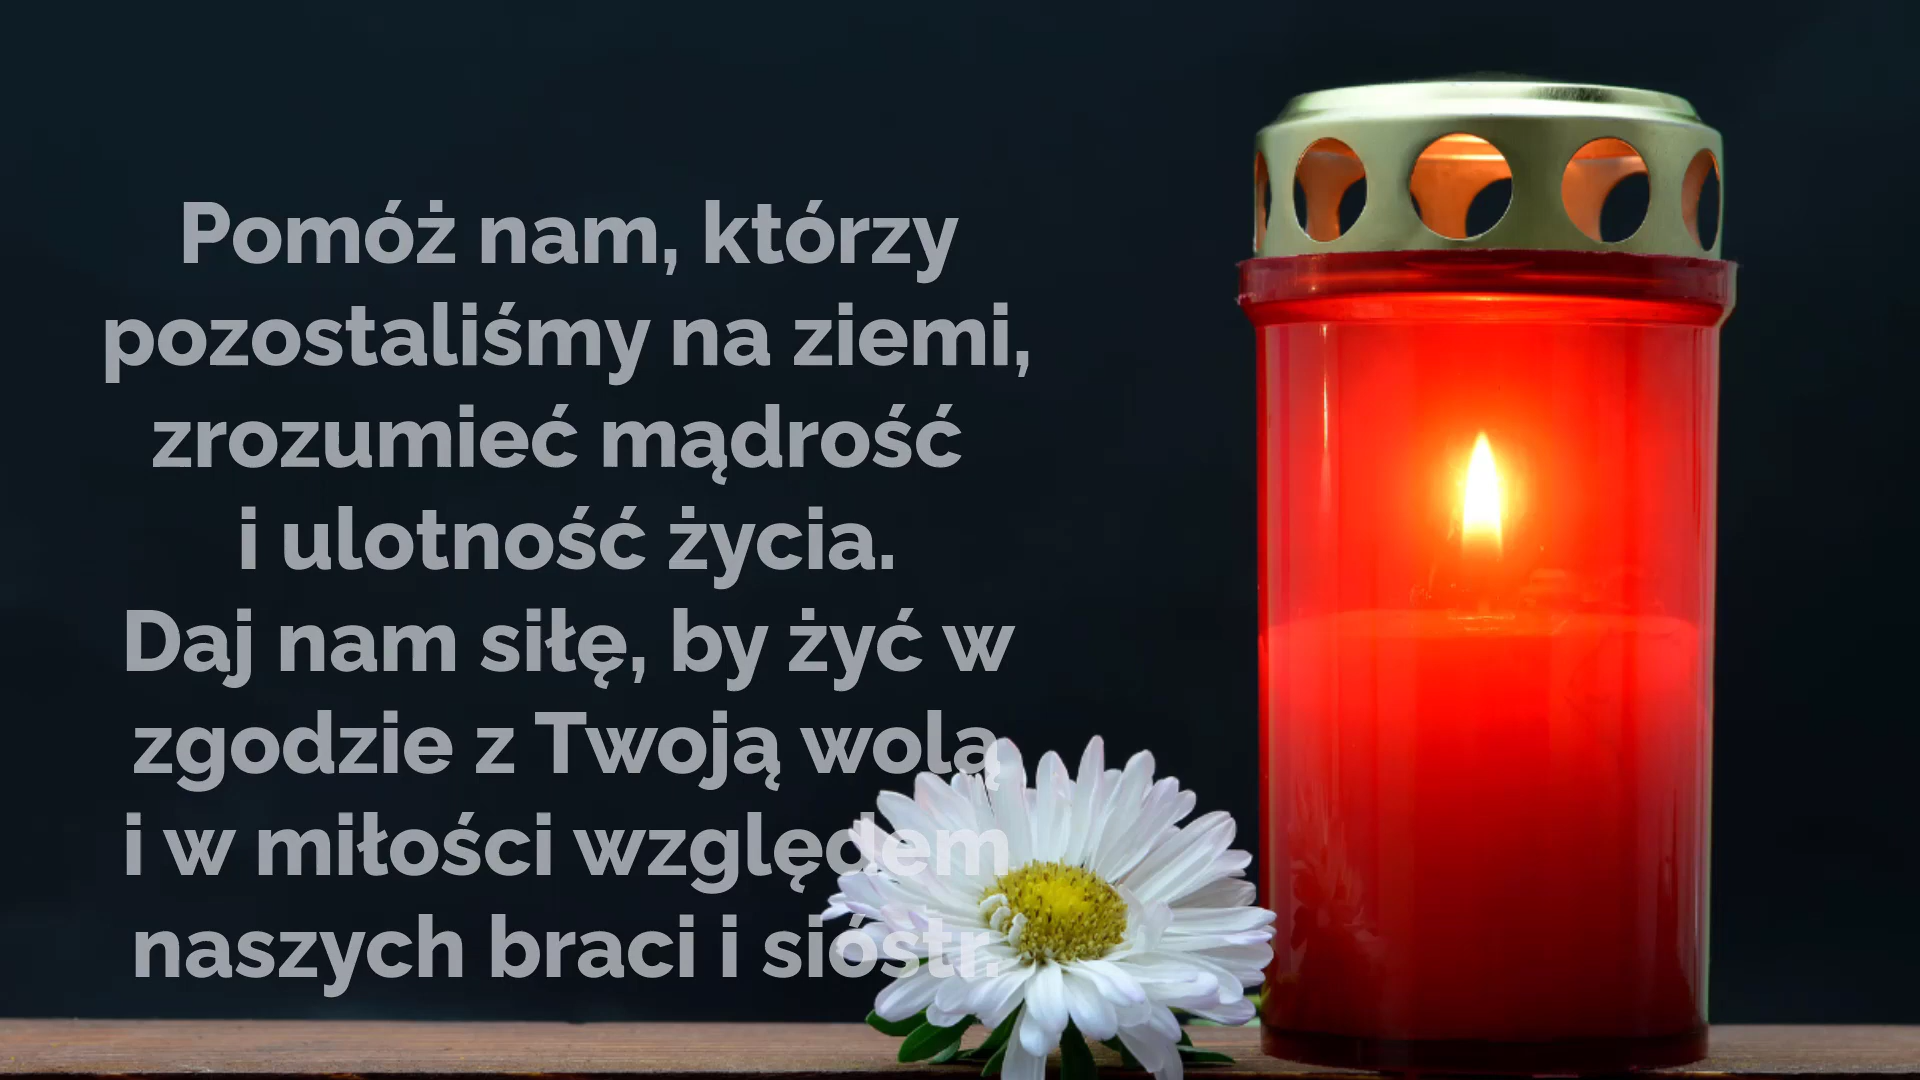 Pomóż nam, którzy
pozostaliśmy na ziemi,
zrozumieć mądrość
i ulotność życia.
Daj nam siłę, by żyć w
zgodzie z Twoją wolą
i w miłości względem
naszych braci i sióstr.